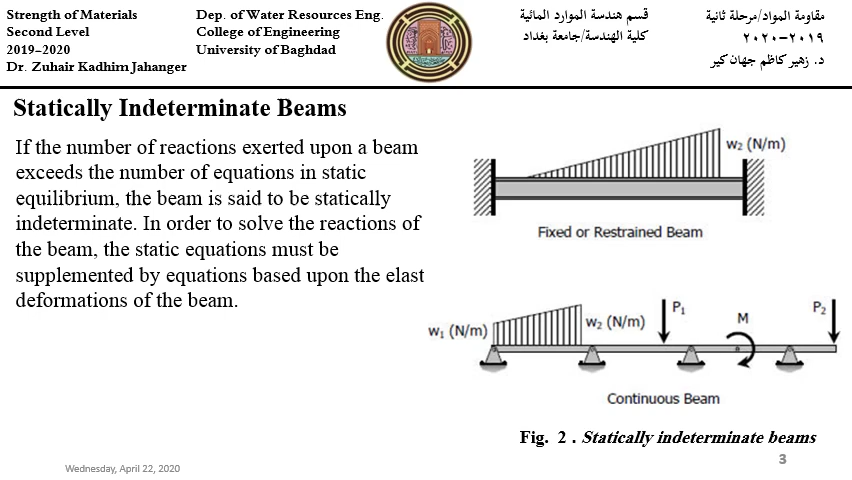 Strength of Materials
Second Level
2019-2020
Dr. Zuhair Kadhim Jahanger
Dep. of Water Resources Eng.
College of Engineering
University of Baghdad
قسم هندسة الموارد المائية
كلية الهندسة/جامعة بغداد
مقاومة المواد/مرحلة ثانية
٢٠١٩-٢٠٢٠
د. زهير كاظم جهان كير
Statically Indeterminate Beams
If the number of reactions exerted upon a beam
exceeds the number of equations in static
equilibrium, the beam is said to be statically
indeterminate. In order to solve the reactions of
the beam, the static equations must be
supplemented by equations based upon the elast
deformations of the beam.
w₂ (N/m)
Fixed or Restrained Beam
w₁ (N/m)
w₂ (N/m)
P₁
M
P₂
Continuous Beam
Fig. 2 . Statically indeterminate beams
Wednesday, April 22, 2020
3